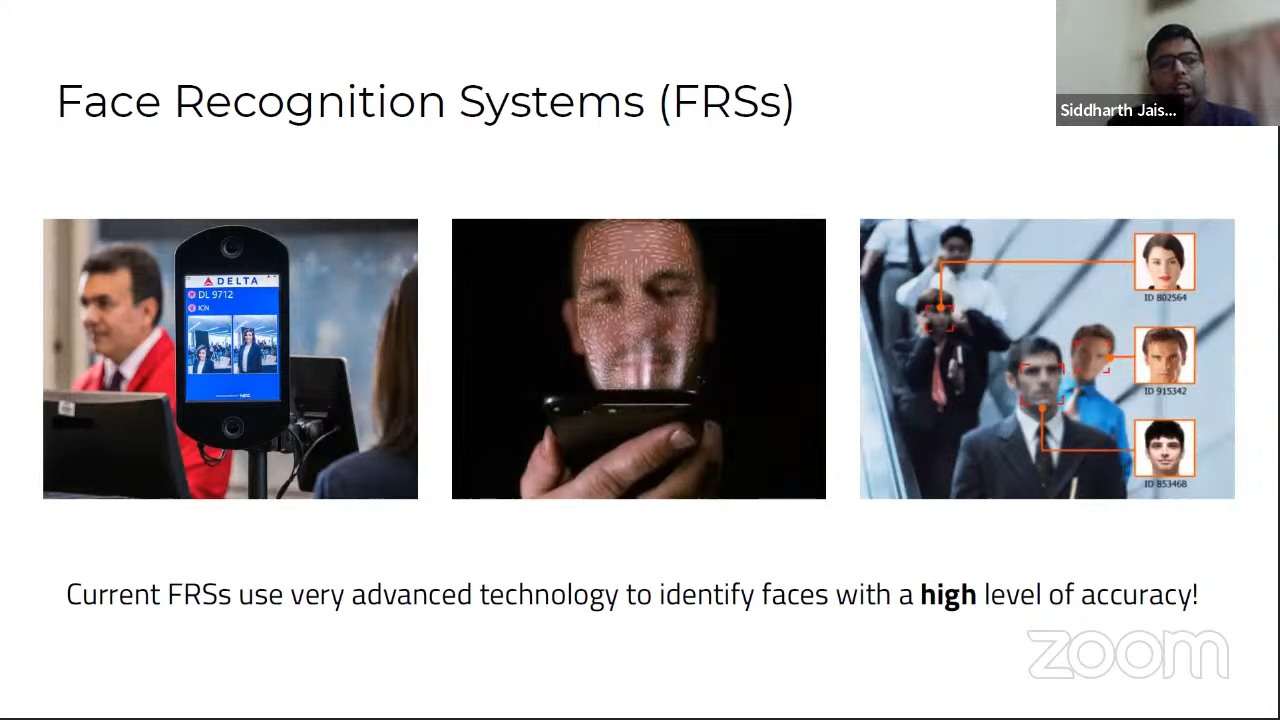 Face Recognition Systems (FRSs)
Siddharth Jais...
DELTA
DL 9712
ICN
NEC
ID 802564
ID 915342
ID 853468
Current FRSs use very advanced technology to identify faces with a high level of accuracy!
zoom